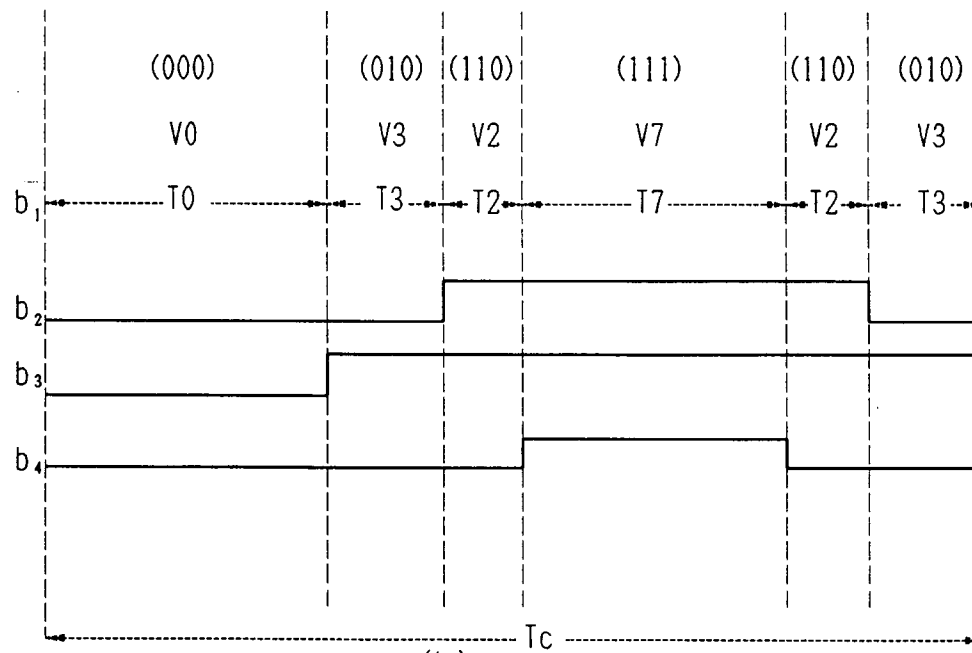 (000) (010) (110) (111) (110) (010)
V0 V3 V2 V7 V2 V3
b₁ T0 T3 T2 T7 T2 T3
b₂
b₃
b₄
Tc